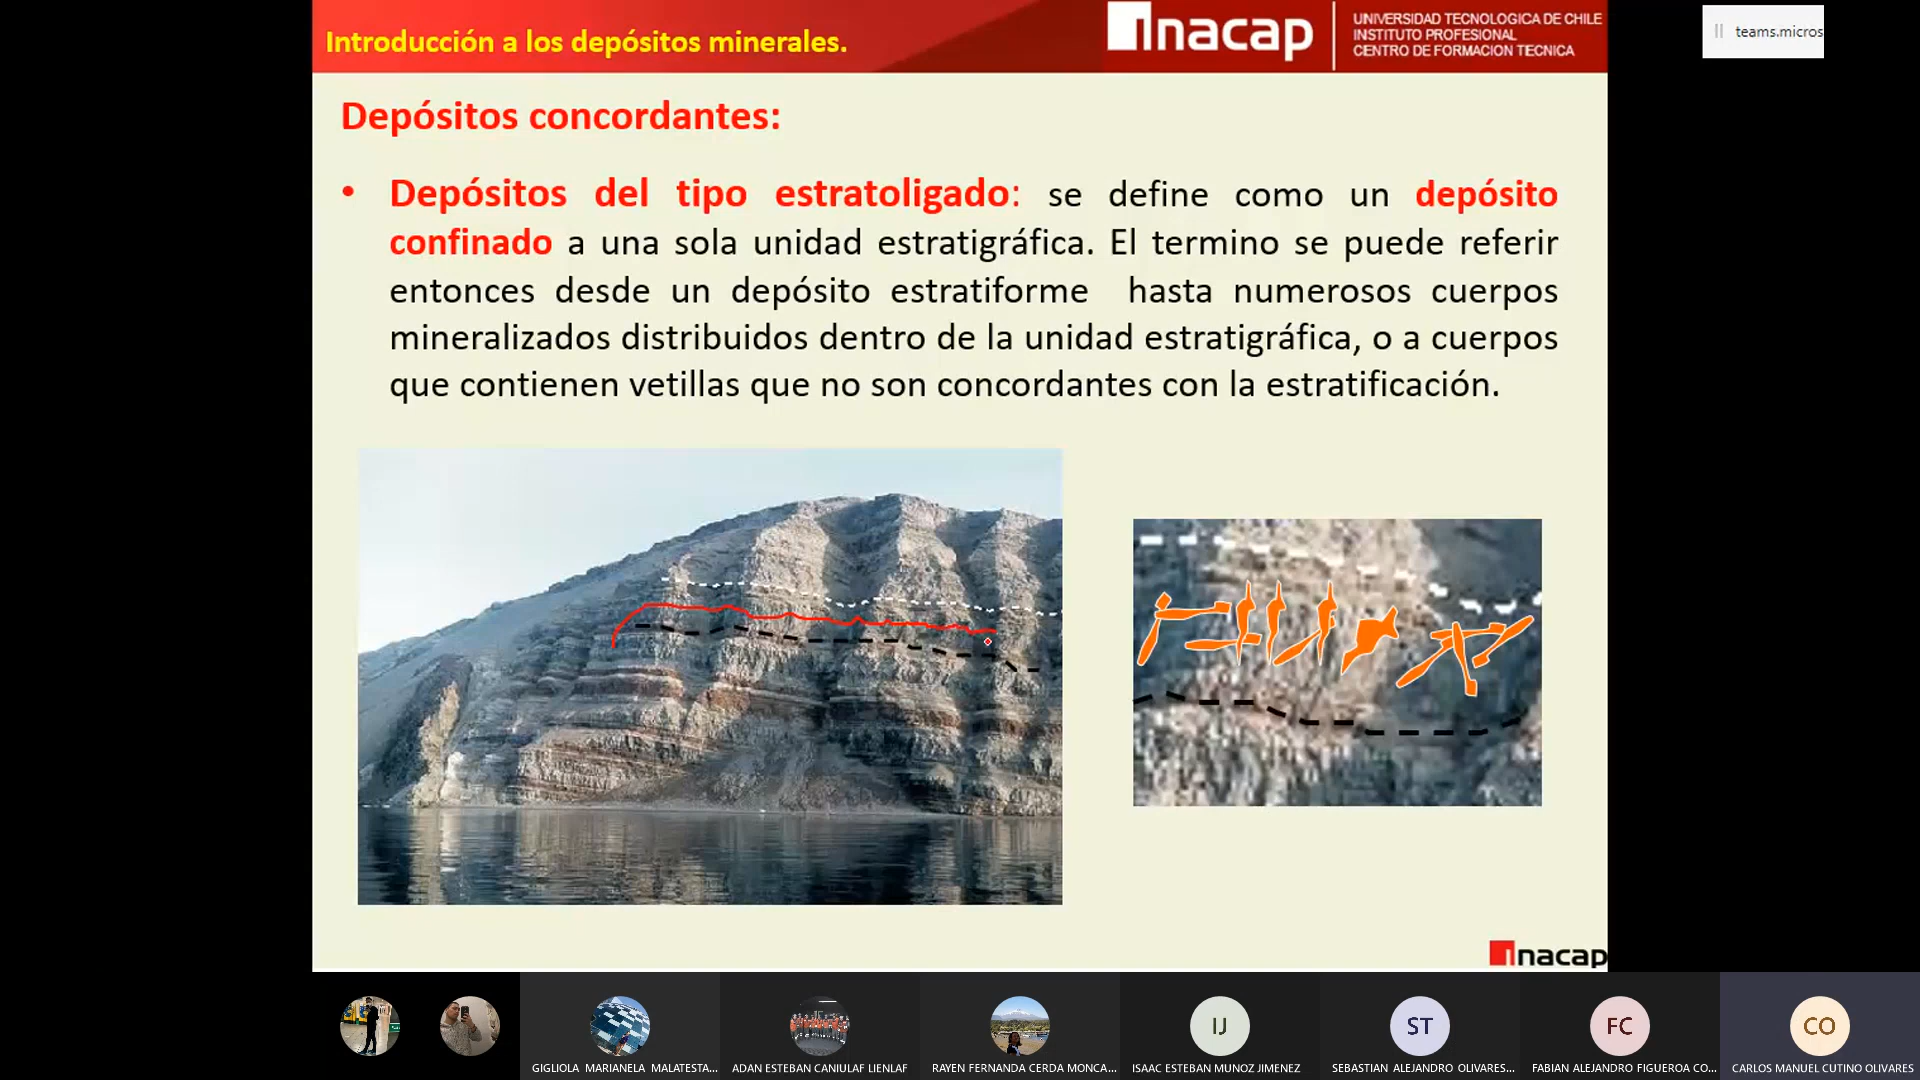 Introducción a los depósitos minerales.
inacap
UNIVERSIDAD TECNOLOGICA DE CHILE
INSTITUTO PROFESIONAL
CENTRO DE FORMACION TECNICA
teams.micros
Depósitos concordantes:
• Depósitos del tipo estratoligado: se define como un depósito
confinado a una sola unidad estratigráfica. El termino se puede referir
entonces desde un depósito estratiforme hasta numerosos cuerpos
mineralizados distribuidos dentro de la unidad estratigráfica, o a cuerpos
que contienen vetillas que no son concordantes con la estratificación.
inacap
IJ
ST
FC
CO
GIGLIOLA MARIANELA MALATESTA...
ADAN ESTEBAN CANIULAF LIENLAF
RAYEN FERNANDA CERDA MONCA...
ISAAC ESTEBAN MUNOZ JIMENEZ
SEBASTIAN ALEJANDRO OLIVARES...
FABIAN ALEJANDRO FIGUEROA CO...
CARLOS MANUEL CUTINO OLIVARES